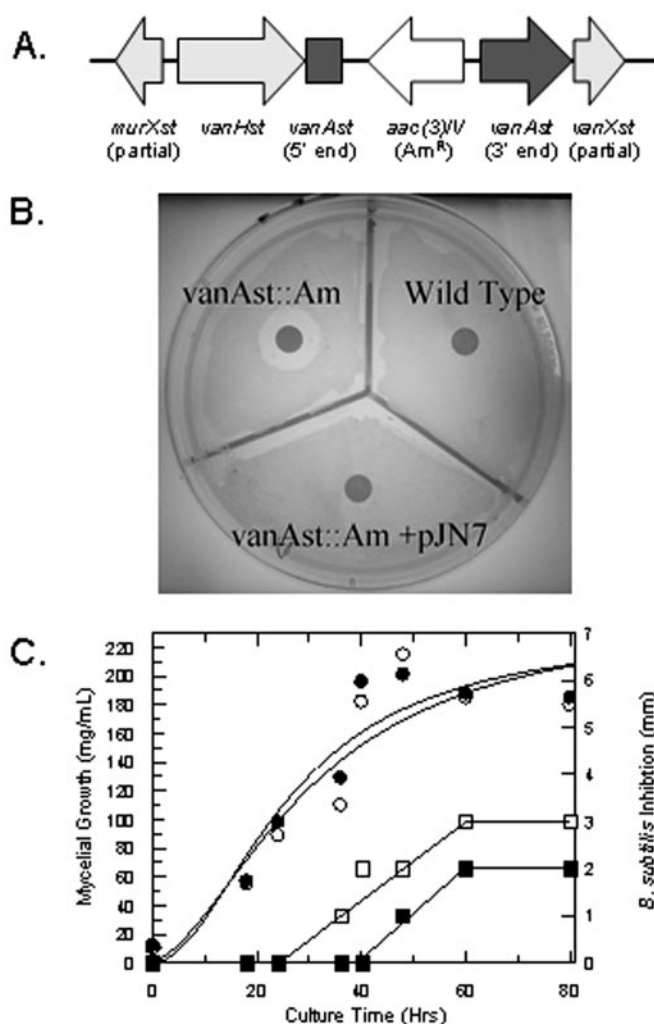 A.
murXst vanHst vanAst aac(3)IV vanAst vanXst
(partial) (5' end) (Am^R) (3' end) (partial)
B.
vanAst::Am Wild Type
vanAst::Am +pJN7
C.
Mycelial Growth (mg/mL)
220
200
180
160
140
120
100
80
60
40
20
0
7
6
5
4
3
2
1
0
B. subtilis Inhibtion (mm)
0 20 40 60 80
Culture Time (Hrs)